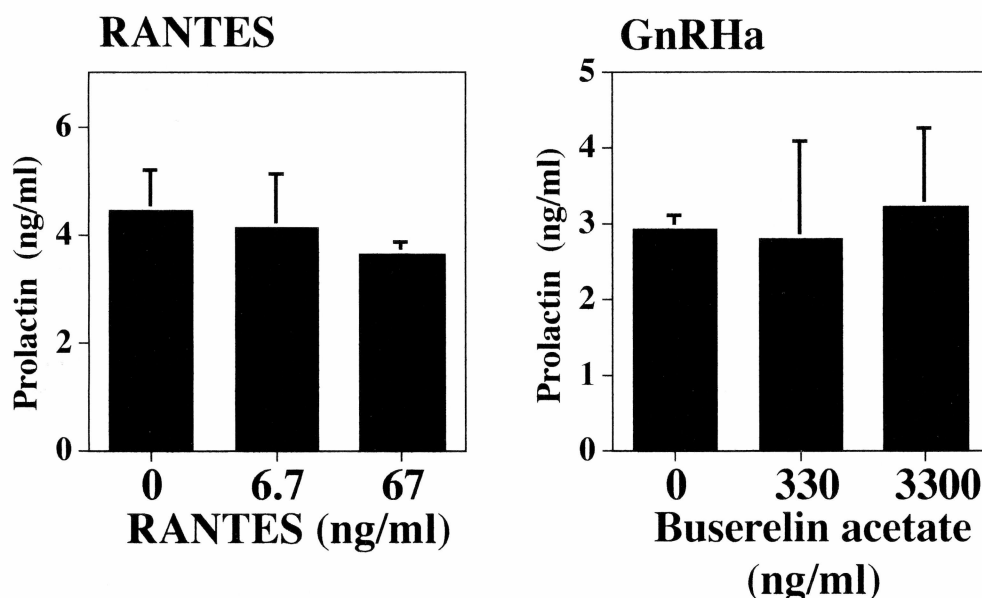 RANTES
Prolactin (ng/ml)
6
4
2
0
0 6.7 67
RANTES (ng/ml)
GnRHa
Prolactin (ng/ml)
5
4
3
2
1
0
0 330 3300
Buserelin acetate
(ng/ml)